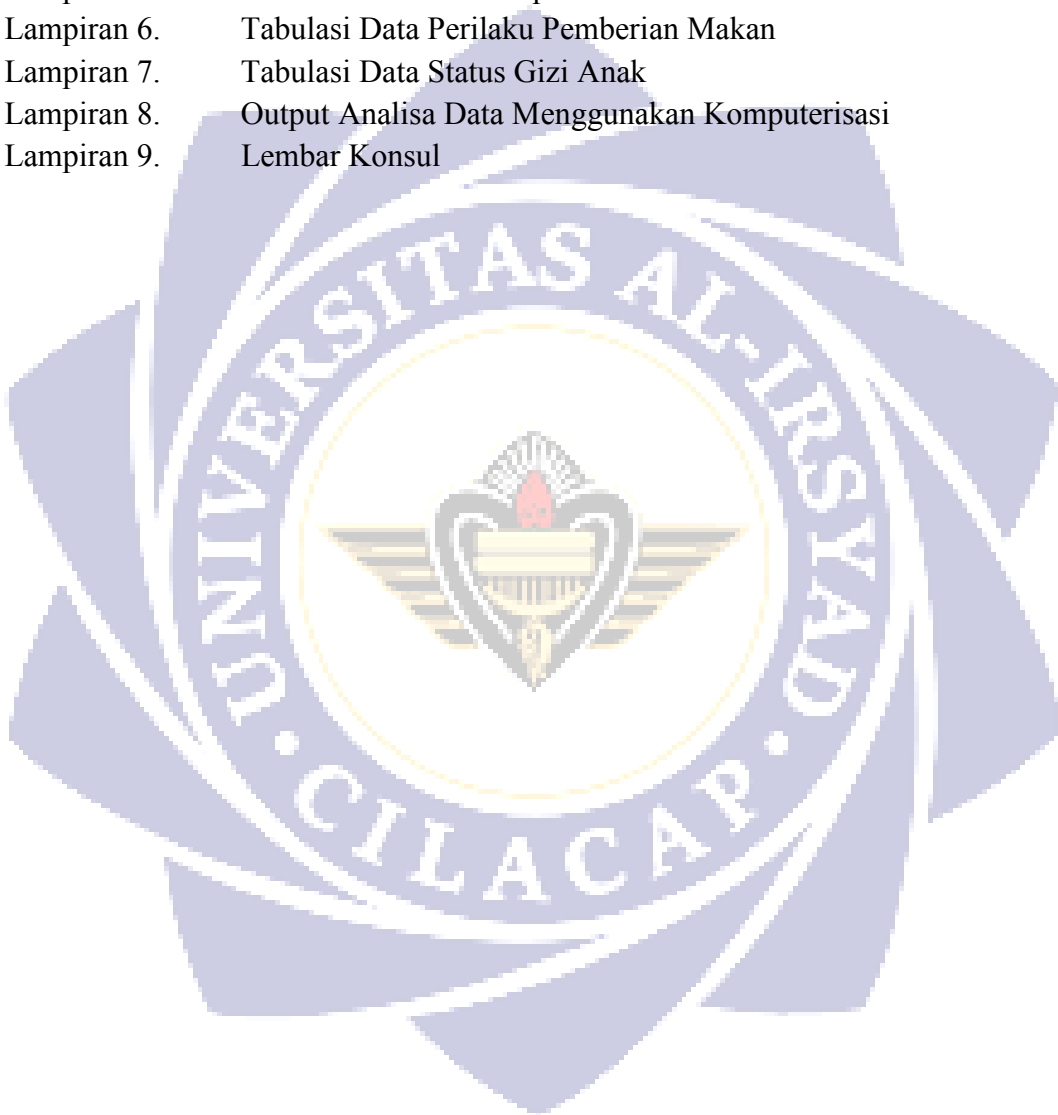 Lampiran 6. Tabulasi Data Perilaku Pemberian Makan
Lampiran 7. Tabulasi Data Status Gizi Anak
Lampiran 8. Output Analisa Data Menggunakan Komputerisasi
Lampiran 9. Lembar Konsul
UNIVERSITAS AL-IRSYAD
• CILACAP •